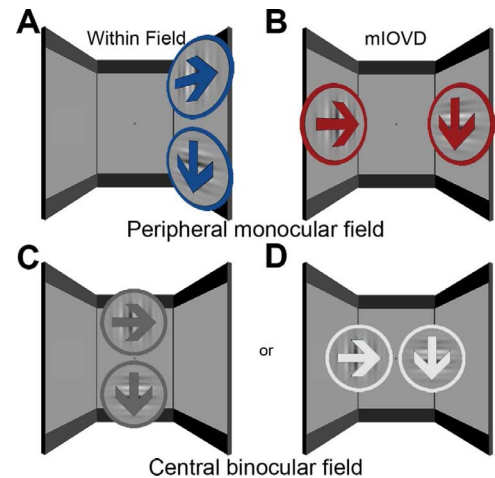 A
Within Field
B
mIOVD
Peripheral monocular field
C
D
or
Central binocular field